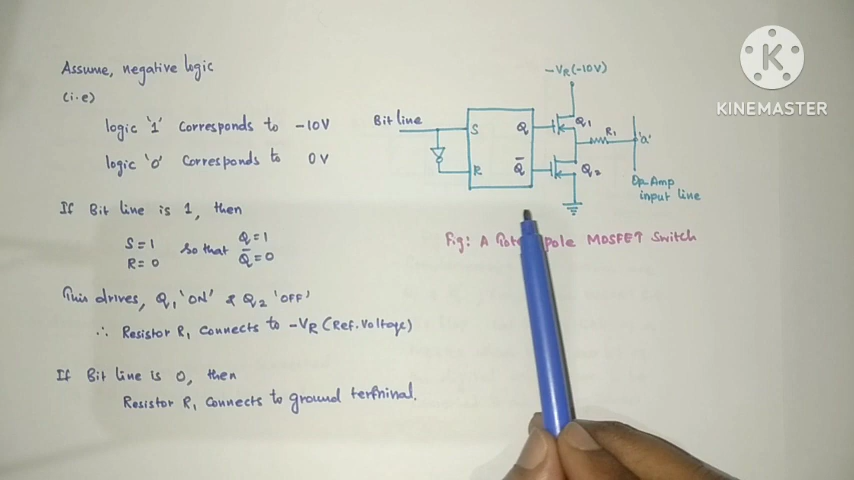 Assume, negative logic
(i.e)
logic '1' Corresponds to -10V
logic '0' Corresponds to 0V
If Bit line is 1, then
S=1 so that Q=1
R=0 Q̅=0
This drives, Q1 'ON' & Q2 'OFF'
∴ Resistor R1 Connects to -VR (Ref. Voltage)
If Bit line is 0, then
Resistor R1 Connects to ground terminal.
-VR (-10V)
Bit line
S Q Q1
R1 'a'
R Q̅ Q2
Op-Amp
input line
Fig: A pole MOSFET Switch
K
KINEMASTER